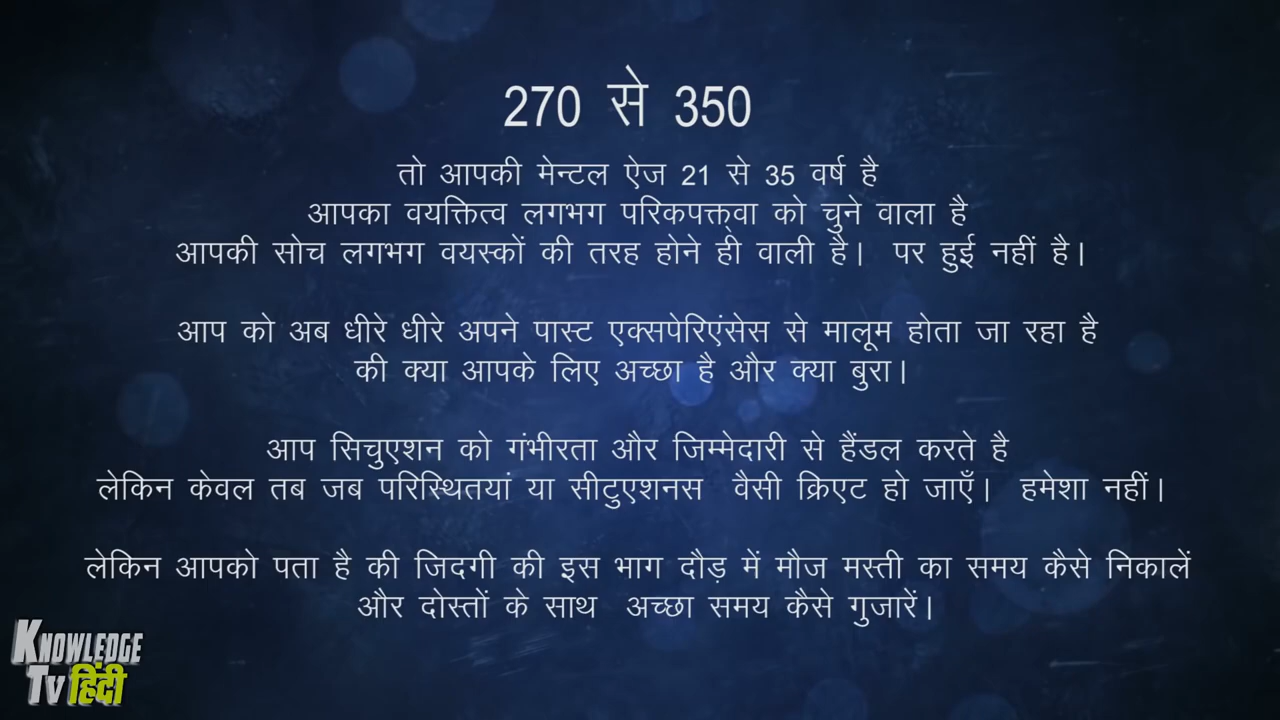 270 से 350
तो आपकी मेन्टल ऐज 21 से 35 वर्ष है
आपका वयक्तित्व लगभग परिकपक्त्वा को चुने वाला है
आपकी सोच लगभग वयस्कों की तरह होने ही वाली है। पर हुई नहीं है।
आप को अब धीरे धीरे अपने पास्ट एक्सपेरिएंसेस से मालूम होता जा रहा है
की क्या आपके लिए अच्छा है और क्या बुरा।
आप सिचुएशन को गंभीरता और जिम्मेदारी से हैंडल करते है
लेकिन केवल तब जब परिस्थितयां या सीटुएशनस वैसी क्रिएट हो जाएँ। हमेशा नहीं।
लेकिन आपको पता है की जिदगी की इस भाग दौड़ में मौज मस्ती का समय कैसे निकालें
और दोस्तों के साथ अच्छा समय कैसे गुजारें।
KNOWLEDGE
TV हिंदी